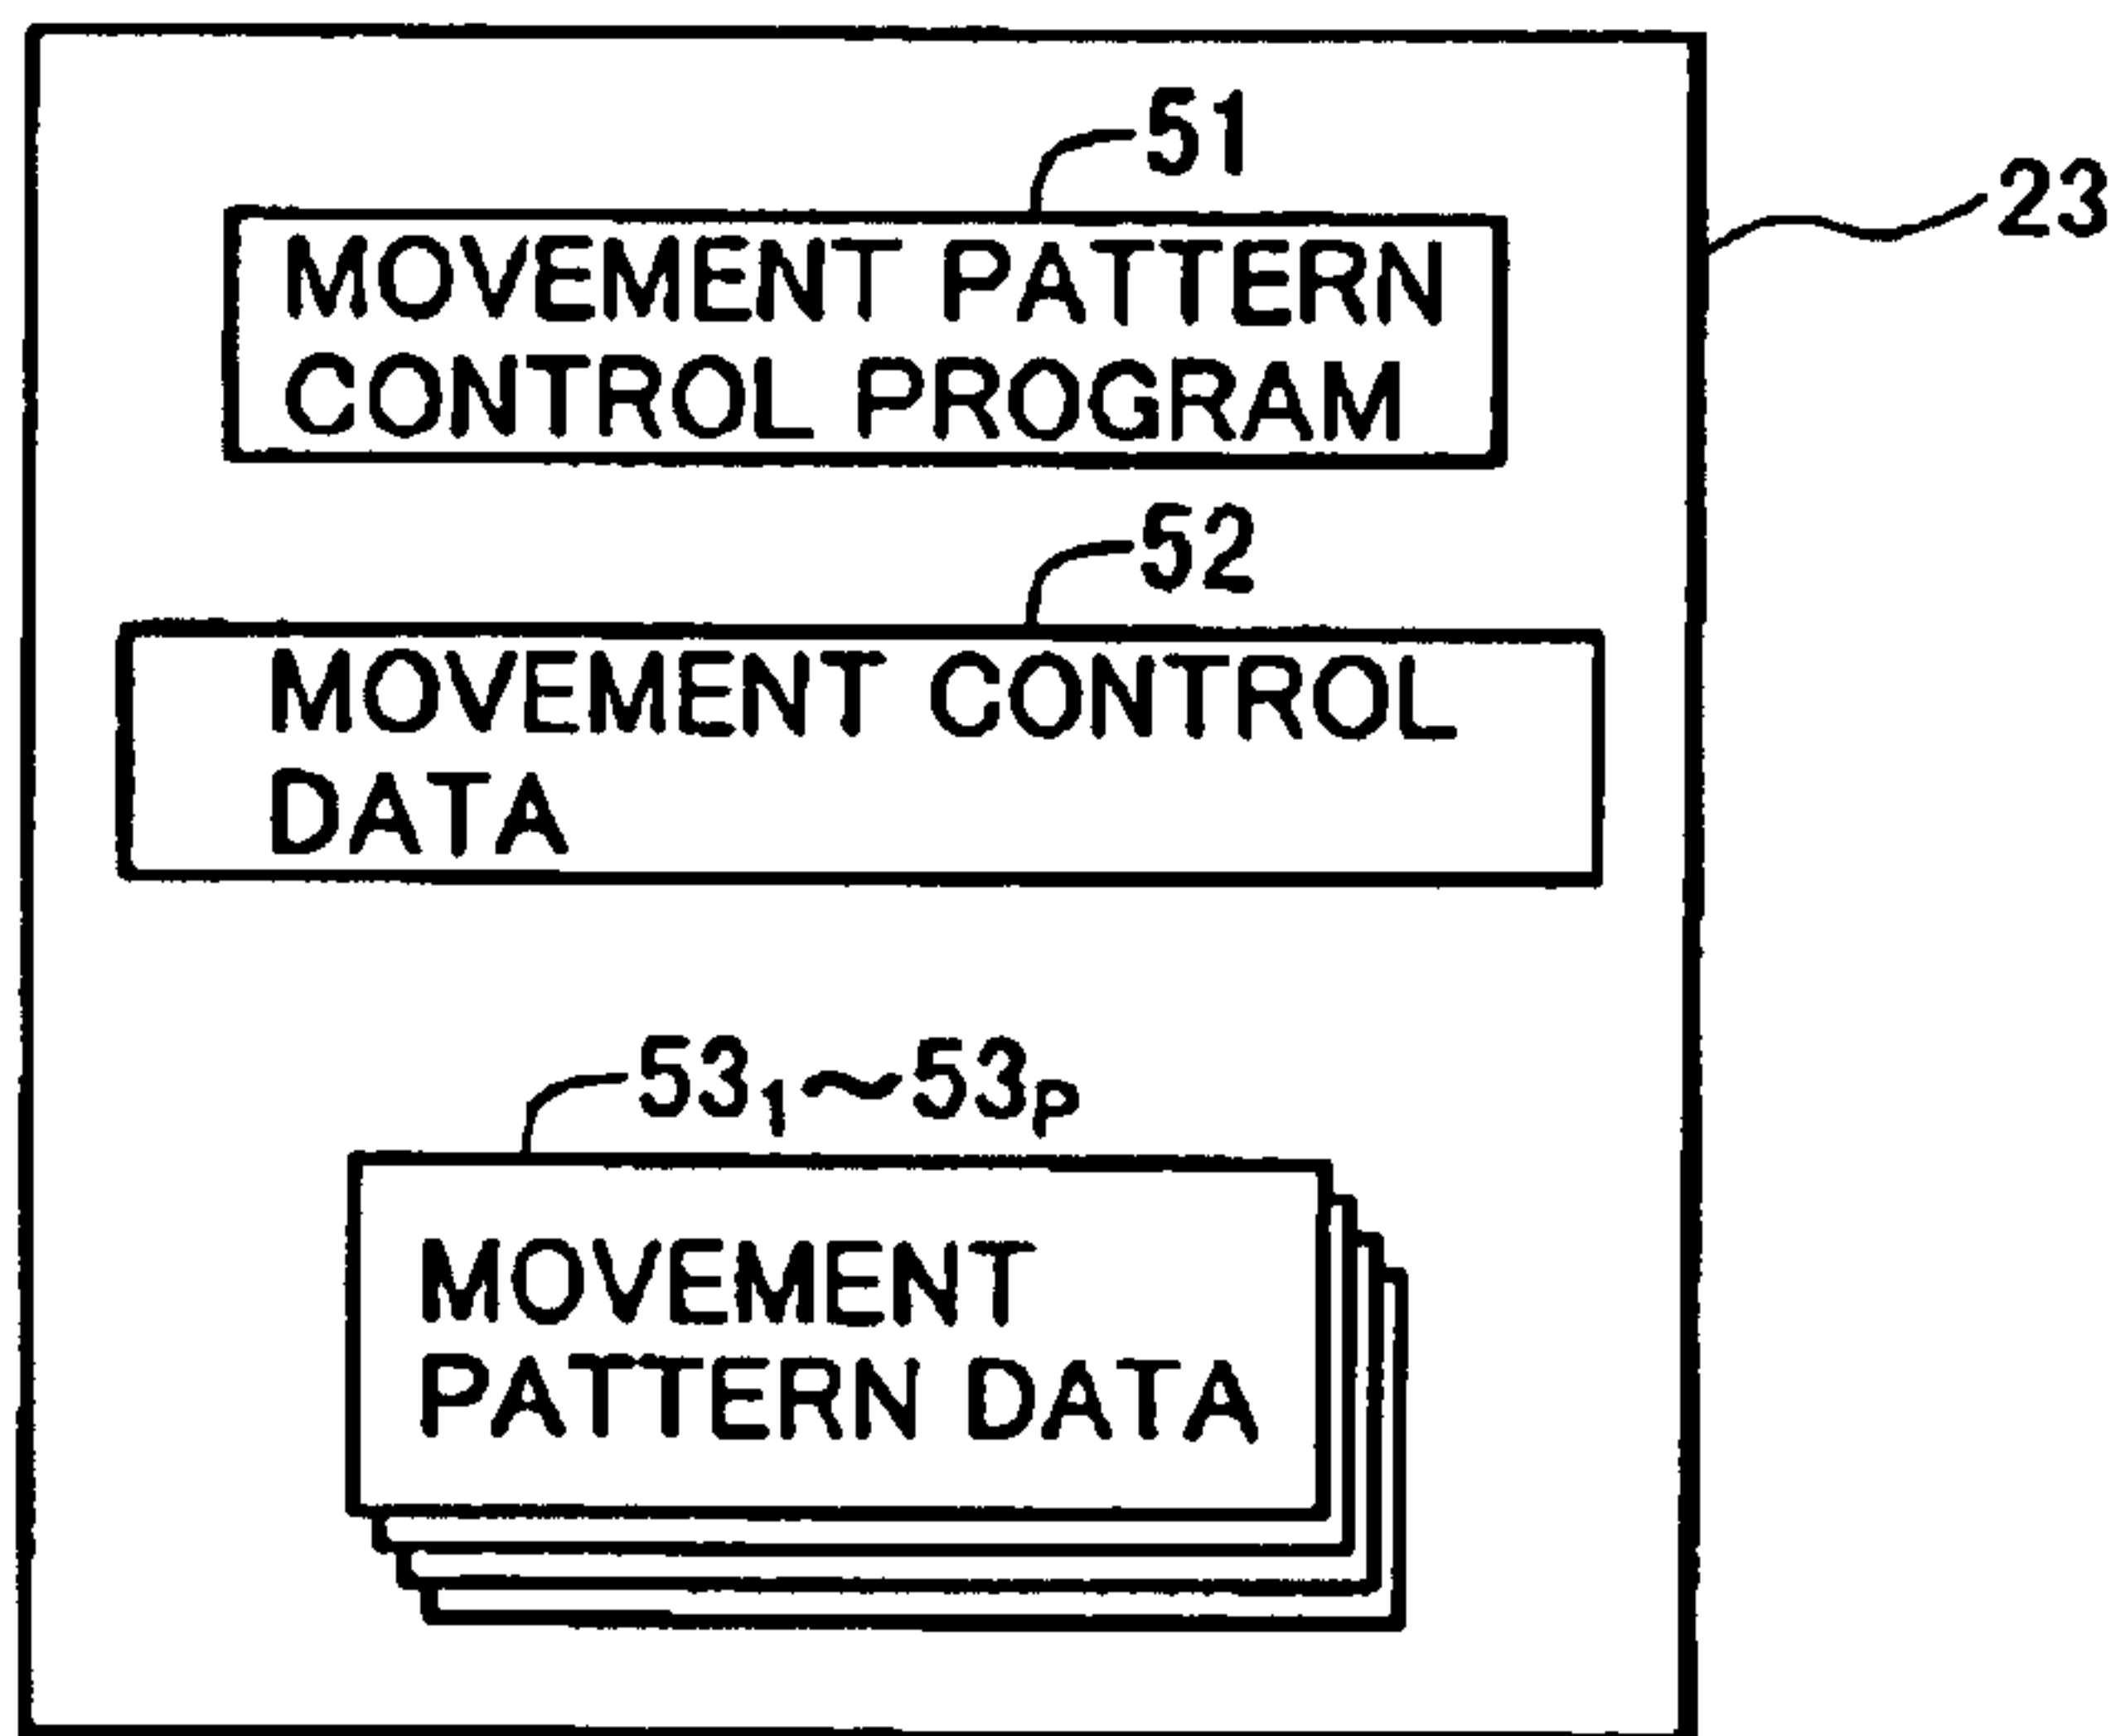 51
23
MOVEMENT PATTERN
CONTROL PROGRAM
52
MOVEMENT CONTROL
DATA
53₁～53ₚ
MOVEMENT
PATTERN DATA